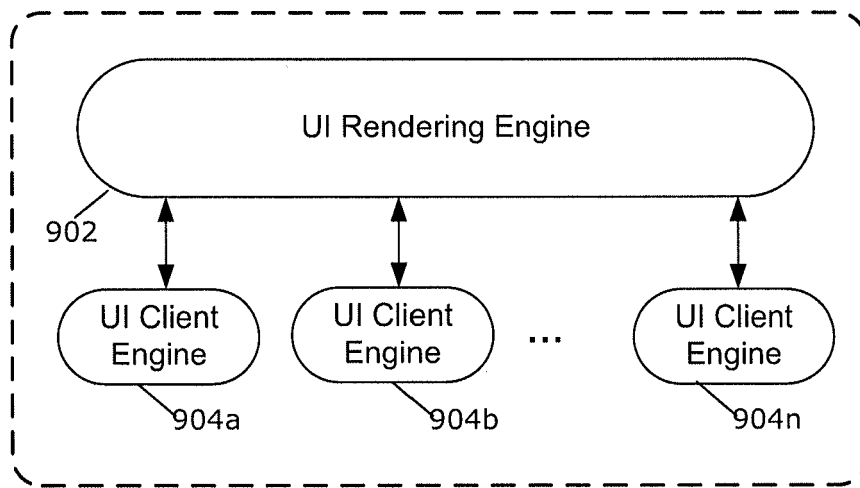 UI Rendering Engine
902
UI Client
Engine
UI Client
Engine
...
UI Client
Engine
904a
904b
904n